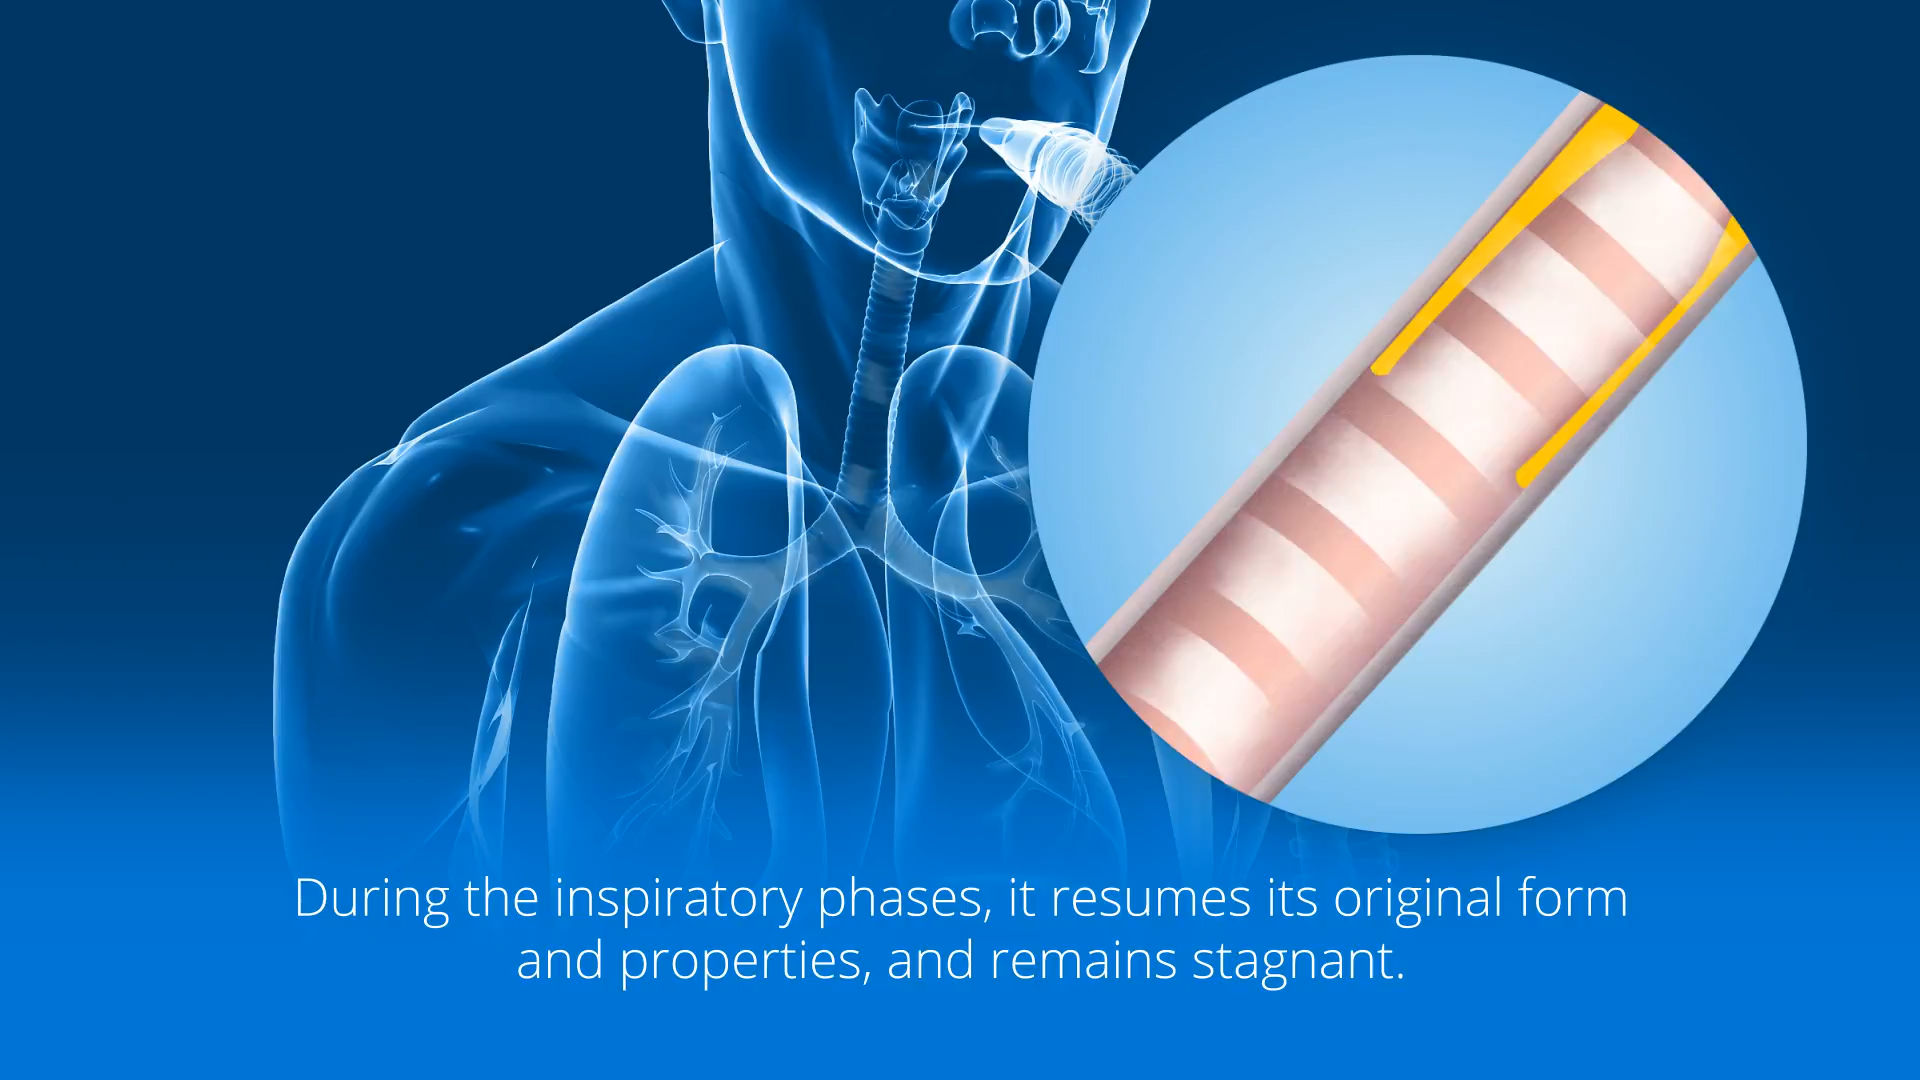 During the inspiratory phases, it resumes its original form
and properties, and remains stagnant.